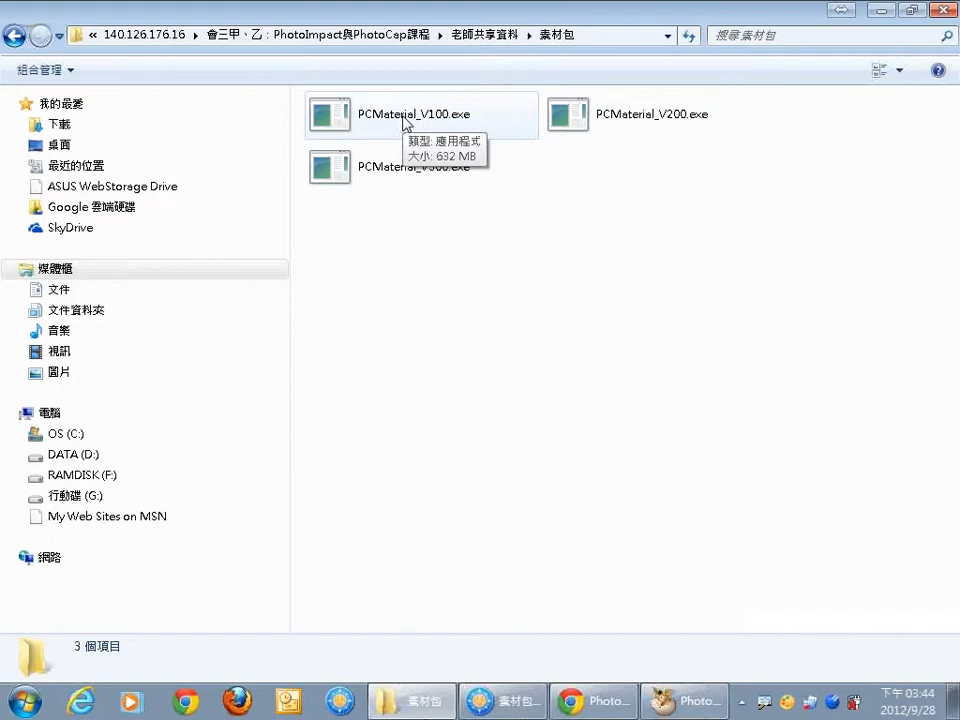 « 140.126.176.16 ▸ 會三甲、乙：PhotoImpact與PhotoCap課程 ▸ 老師共享資料 ▸ 素材包
搜尋素材包
組合管理
我的最愛
下載
桌面
最近的位置
ASUS WebStorage Drive
Google 雲端硬碟
SkyDrive
媒體櫃
文件
文件資料夾
音樂
視訊
圖片
電腦
OS (C:)
DATA (D:)
RAMDISK (F:)
行動碟 (G:)
My Web Sites on MSN
網路
PCMaterial_V100.exe
PCMaterial_V200.exe
類型: 應用程式
大小: 632 MB
3 個項目
素材包
素材包...
Photo...
Photo...
下午 03:44
2012/9/28